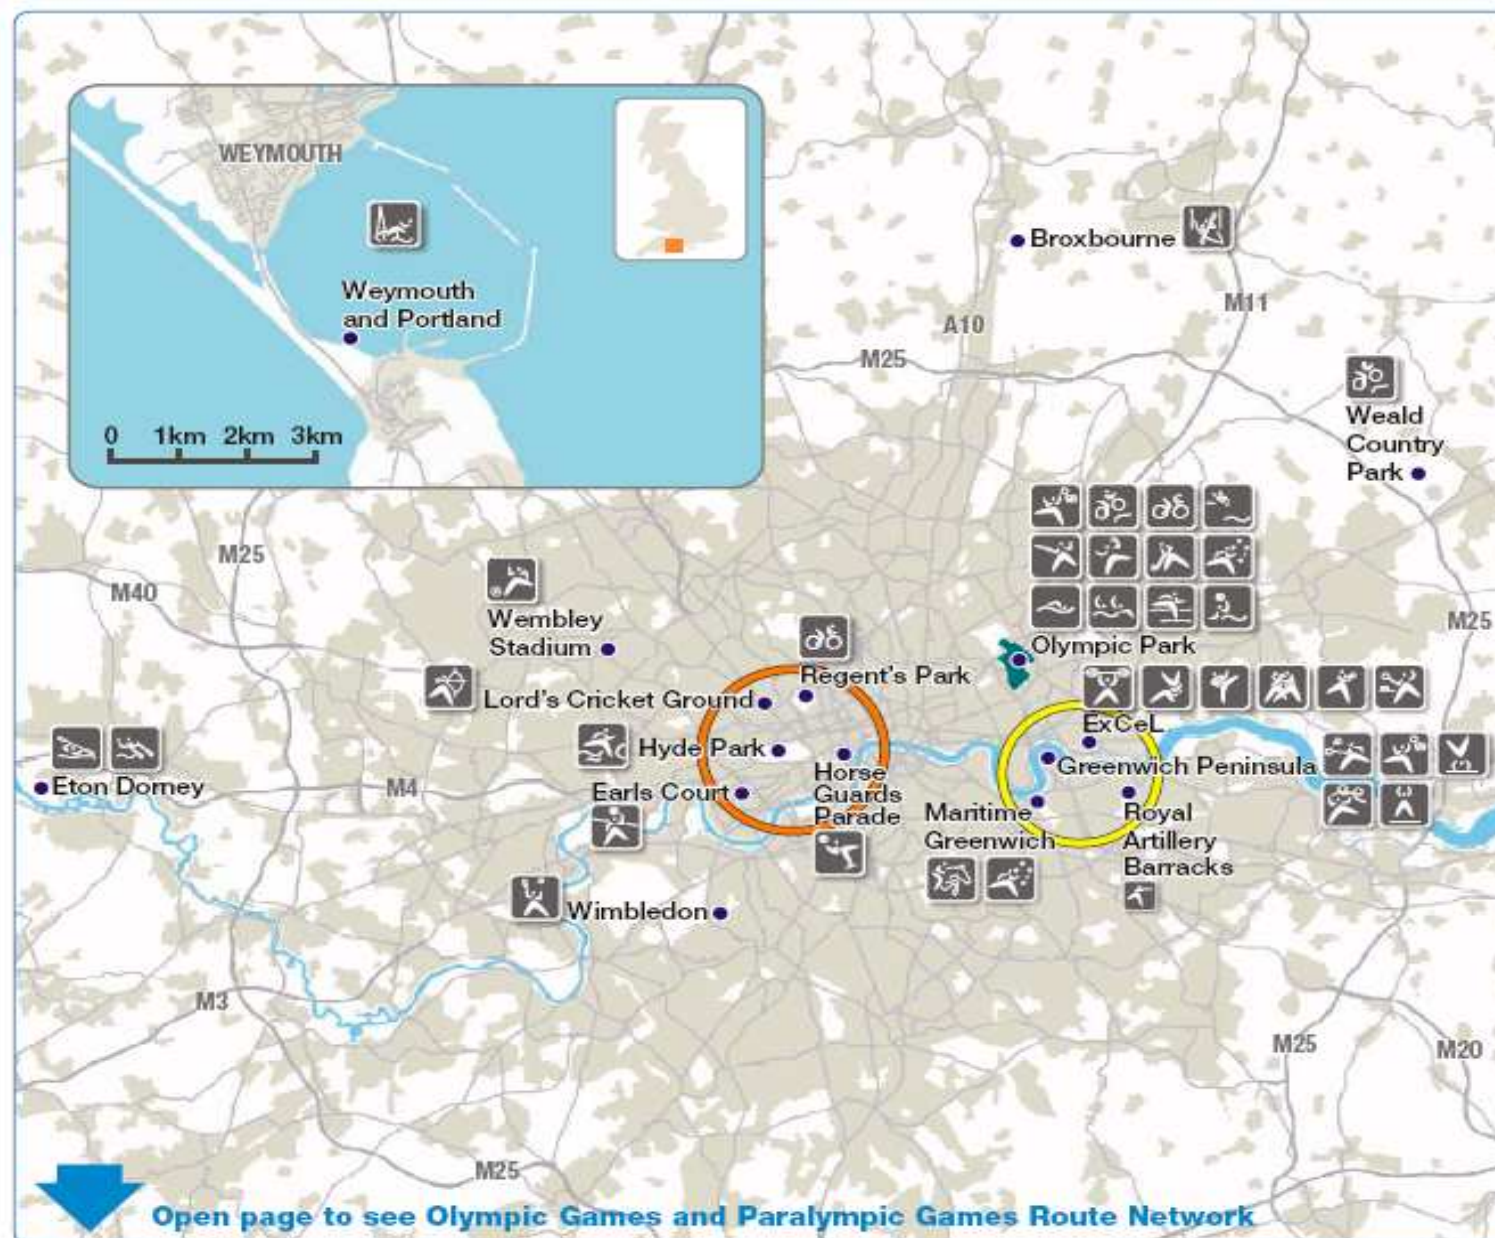 WEYMOUTH
Weymouth
and Portland
0 1km 2km 3km
Broxbourne
M11
A10
M25
Weald
Country
Park
M25
M40
Wembley
Stadium
M25
Olympic Park
Regent's Park
Lord's Cricket Ground
ExCeL
Hyde Park
Greenwich Peninsula
Horse
Guards
Parade
Eton Dorney
M4
Earls Court
Maritime
Greenwich
Royal
Artillery
Barracks
Wimbledon
M3
M25
M20
M25
Open page to see Olympic Games and Paralympic Games Route Network